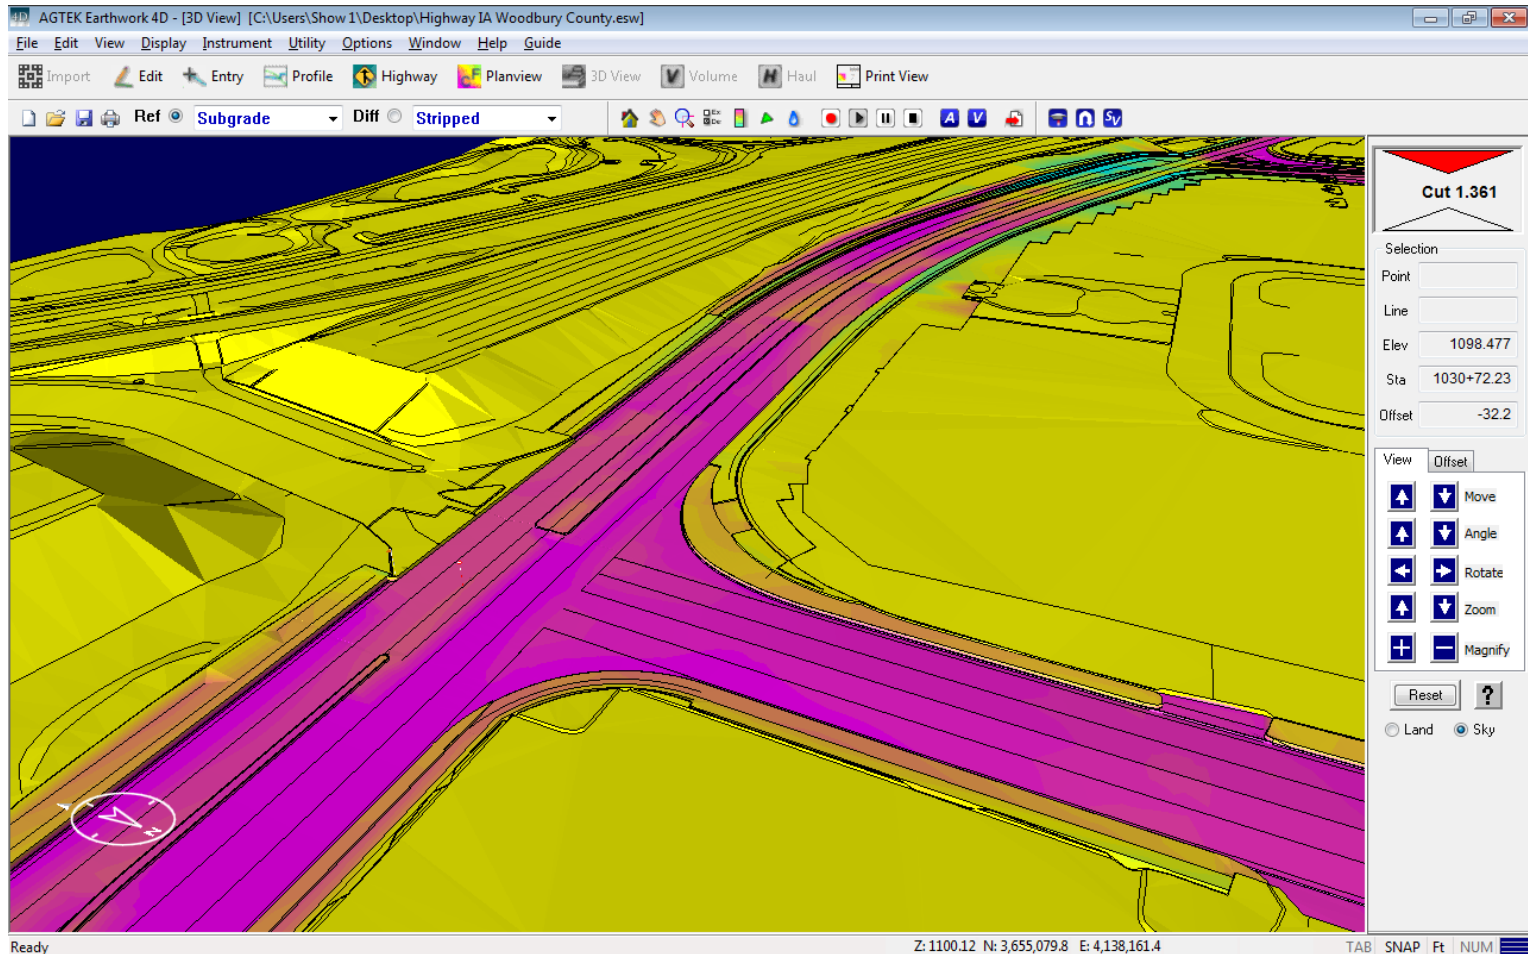 4D AGTEK Earthwork 4D - [3D View] [C:\Users\Show 1\Desktop\Highway IA Woodbury County.esw]
File Edit View Display Instrument Utility Options Window Help Guide
Import Edit Entry Profile Highway Planview 3D View V Volume H Haul Print View
Ref Subgrade Diff Stripped A V SV
Cut 1.361
Selection
Point
Line
Elev 1098.477
Sta 1030+72.23
Offset -32.2
View Offset
Move
Angle
Rotate
Zoom
Magnify
Reset ?
Land Sky
N
Ready Z: 1100.12 N: 3,655,079.8 E: 4,138,161.4 TAB SNAP Ft NUM